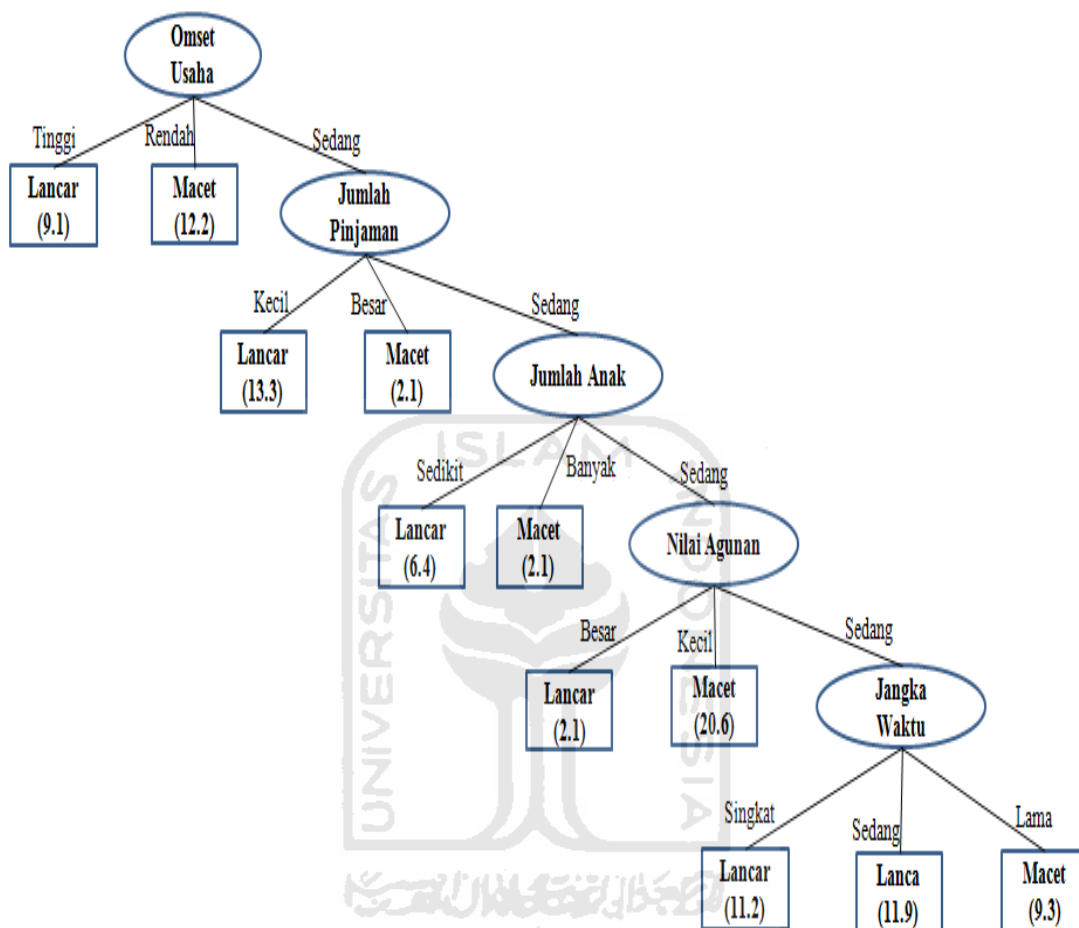 Omset
Usaha
Tinggi
Rendah
Sedang
Lancar
(9.1)
Macet
(12.2)
Jumlah
Pinjaman
Kecil
Besar
Sedang
Lancar
(13.3)
Macet
(2.1)
Jumlah Anak
Sedikit
Banyak
Sedang
Lancar
(6.4)
Macet
(2.1)
Nilai Agunan
Besar
Kecil
Sedang
Lancar
(2.1)
Macet
(20.6)
Jangka
Waktu
Singkat
Sedang
Lama
Lancar
(11.2)
Lanca
(11.9)
Macet
(9.3)
UNIVERSITAS
ISLAM
INDONESIA